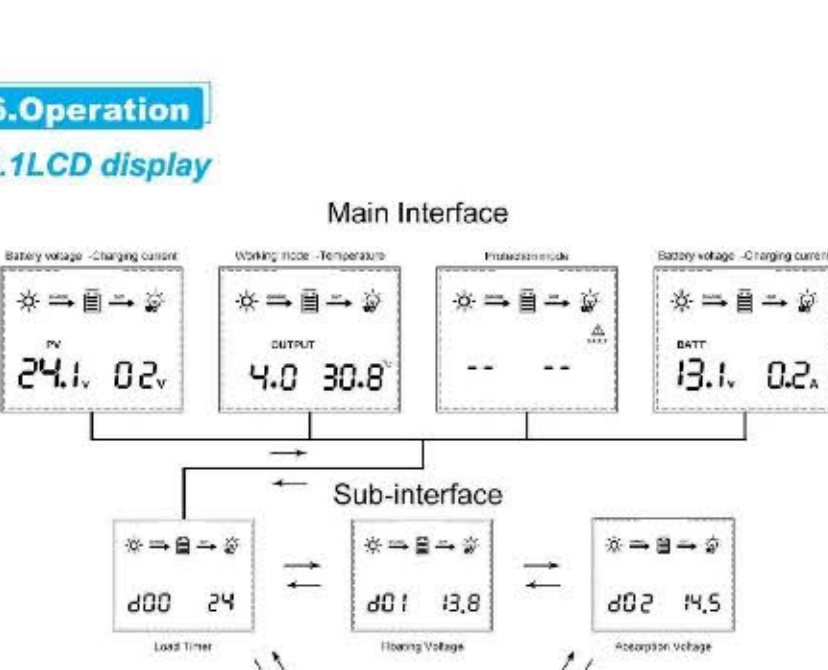 6.Operation
.1LCD display
Main Interface
Battery voltage -Charging current
Working mode -Temperature
Protection mode
Battery voltage -Charging current
PV
24.1v 02v
OUTPUT
4.0 30.8°C
-- --
BATT
13.1v 0.2A
Sub-interface
d00 24
d01 13.8
d02 14.5
Load Timer
Floating Voltage
Absorption Voltage